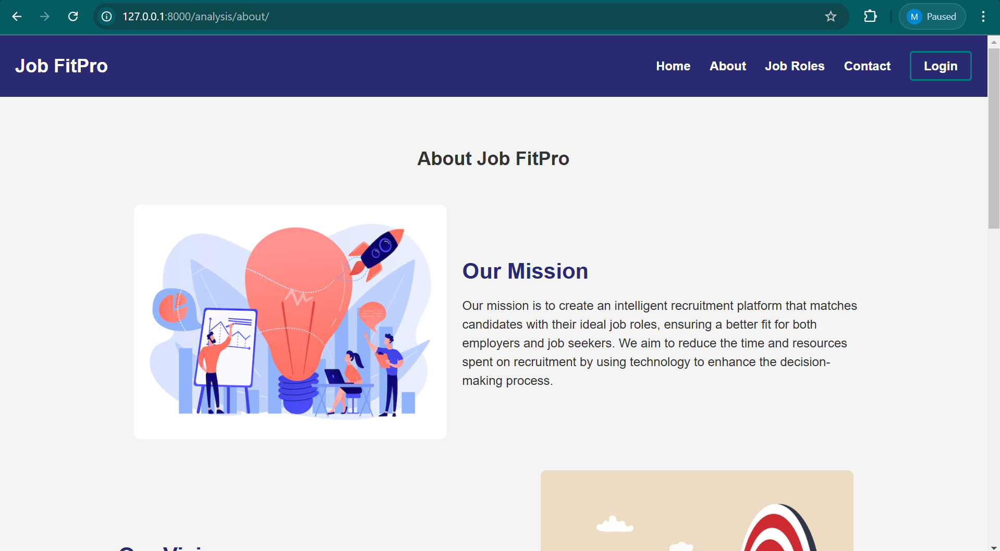 127.0.0.1:8000/analysis/about/
M Paused
Job FitPro
Home About Job Roles Contact Login
About Job FitPro
Our Mission
Our mission is to create an intelligent recruitment platform that matches
candidates with their ideal job roles, ensuring a better fit for both
employers and job seekers. We aim to reduce the time and resources
spent on recruitment by using technology to enhance the decision-
making process.